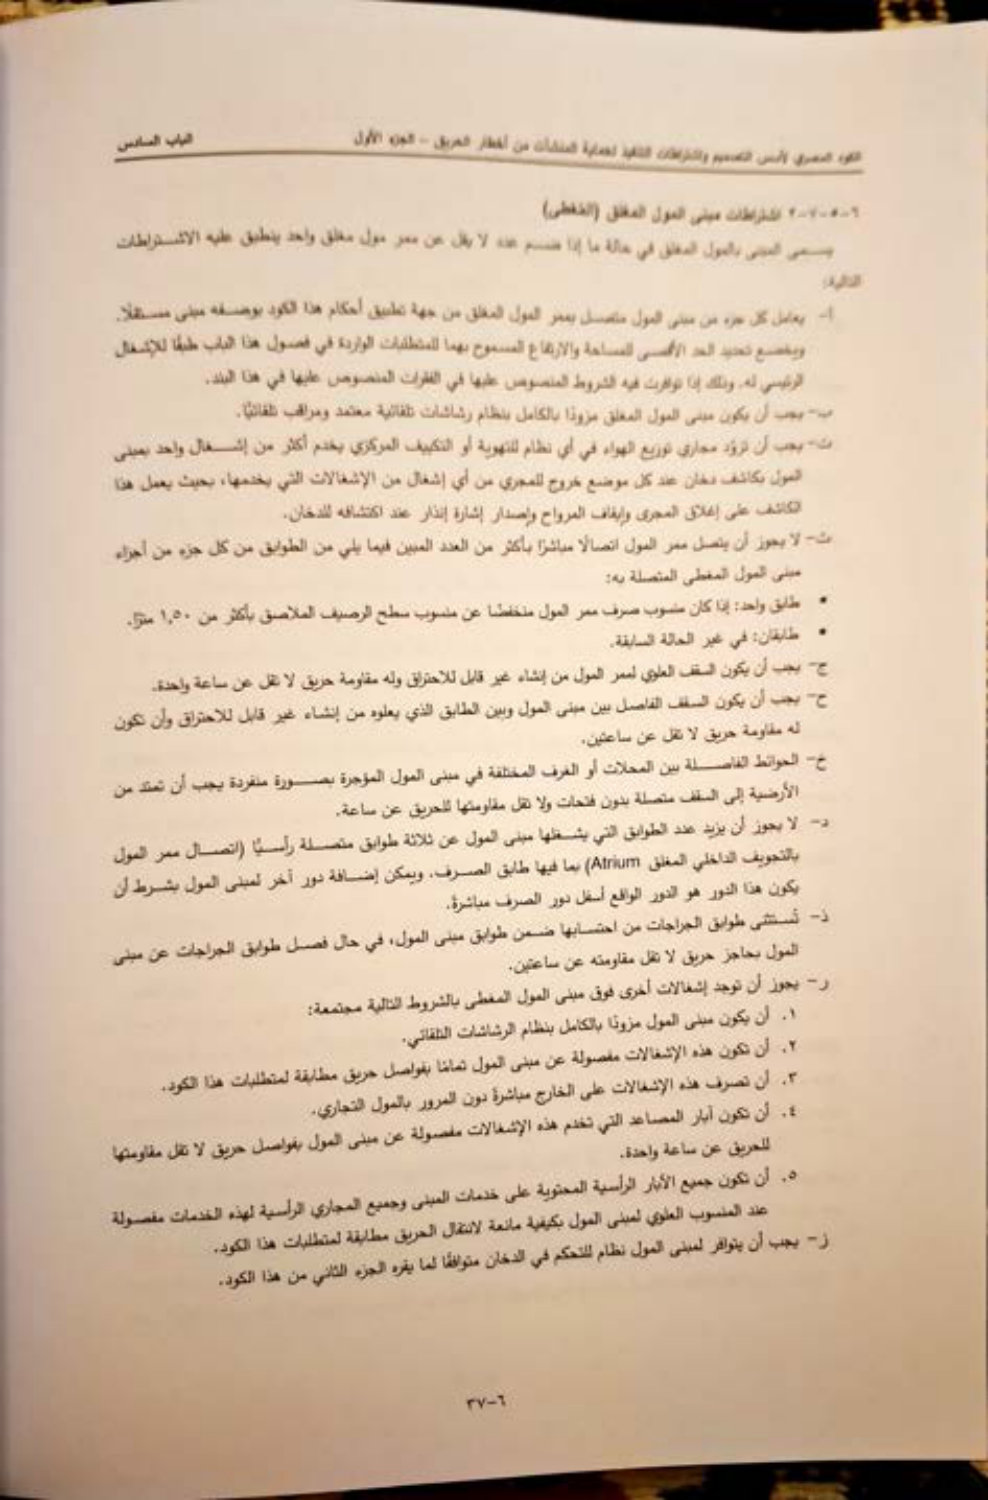 الكود المصري لأسس التصميم واشتراطات التنفيذ لحماية المنشآت من أخطار الحريق – الجزء الأول
الباب السادس
٦-٥-٧-٢ اشتراطات مبنى المول المغلق (المغطى)
يسمى المبنى بالمول المغلق في حالة ما إذا ضم عدد لا يقل عن ممر مول مغلق واحد ينطبق عليه الاشتراطات
التالية:
أ- يعامل كل جزء من مبنى المول متصل بممر المول المغلق من جهة تطبيق أحكام هذا الكود بوصفه مبنى مستقلًا.
ويخضع تحديد الحد الأقصى للمساحة والارتفاع المسموح بهما للمتطلبات الواردة في فصول هذا الباب طبقًا للإشغال
الرئيسي له. وذلك إذا توافرت فيه الشروط المنصوص عليها في الفقرات المنصوص عليها في هذا البند.
ب- يجب أن يكون مبنى المول المغلق مزودًا بالكامل بنظام رشاشات تلقائية معتمد ومراقب تلقائيًا.
ت- يجب أن تزوّد مجاري توزيع الهواء في أي نظام للتهوية أو التكييف المركزي يخدم أكثر من إشغال واحد بمبنى
المول بكاشف دخان عند كل موضع خروج للمجري من أي إشغال من الإشغالات التي يخدمها، بحيث يعمل هذا
الكاشف على إغلاق المجرى وإيقاف المرواح وإصدار إشارة إنذار عند اكتشافه للدخان.
ث- لا يجوز أن يتصل ممر المول اتصالًا مباشرًا بأكثر من العدد المبين فيما يلي من الطوابق من كل جزء من أجزاء
مبنى المول المغطى المتصلة به:
• طابق واحد: إذا كان منسوب صرف ممر المول منخفضا عن منسوب سطح الرصيف الملاصق بأكثر من ١,٥٠ مترًا.
• طابقان: في غير الحالة السابقة.
ج- يجب أن يكون السقف العلوي لممر المول من إنشاء غير قابل للاحتراق وله مقاومة حريق لا تقل عن ساعة واحدة.
ح- يجب أن يكون السقف الفاصل بين مبنى المول وبين الطابق الذي يعلوه من إنشاء غير قابل للاحتراق وأن تكون
له مقاومة حريق لا تقل عن ساعتين.
خ- الحوائط الفاصلة بين المحلات أو الغرف المختلفة في مبنى المول المؤجرة بصورة منفردة يجب أن تمتد من
الأرضية إلى السقف متصلة بدون فتحات ولا تقل مقاومتها للحريق عن ساعة.
د- لا يجوز أن يزيد عدد الطوابق التي يشغلها مبنى المول عن ثلاثة طوابق متصلة رأسيًا (اتصال ممر المول
بالتجويف الداخلي المغلق Atrium) بما فيها طابق الصرف. ويمكن إضافة دور آخر لمبنى المول بشرط أن
يكون هذا الدور هو الدور الواقع أسفل دور الصرف مباشرةً.
ذ- تُستثنى طوابق الجراجات من احتسابها ضمن طوابق مبنى المول، في حال فصل طوابق الجراجات عن مبنى
المول بحاجز حريق لا تقل مقاومته عن ساعتين.
ر- يجوز أن توجد إشغالات أخرى فوق مبنى المول المغطى بالشروط التالية مجتمعة:
١. أن يكون مبنى المول مزودًا بالكامل بنظام الرشاشات التلقائي.
٢. أن تكون هذه الإشغالات مفصولة عن مبنى المول تمامًا بفواصل حريق مطابقة لمتطلبات هذا الكود.
٣. أن تصرف هذه الإشغالات على الخارج مباشرةً دون المرور بالمول التجاري.
٤. أن تكون آبار المصاعد التي تخدم هذه الإشغالات مفصولة عن مبنى المول بفواصل حريق لا تقل مقاومتها
للحريق عن ساعة واحدة.
٥. أن تكون جميع الآبار الرأسية المحتوية على خدمات المبنى وجميع المجاري الرأسية لهذه الخدمات مفصولة
عند المنسوب العلوي لمبنى المول بكيفية مانعة لانتقال الحريق مطابقة لمتطلبات هذا الكود.
ز- يجب أن يتوافر لمبنى المول نظام للتحكم في الدخان متوافقًا لما يقره الجزء الثاني من هذا الكود.
٦-٣٧